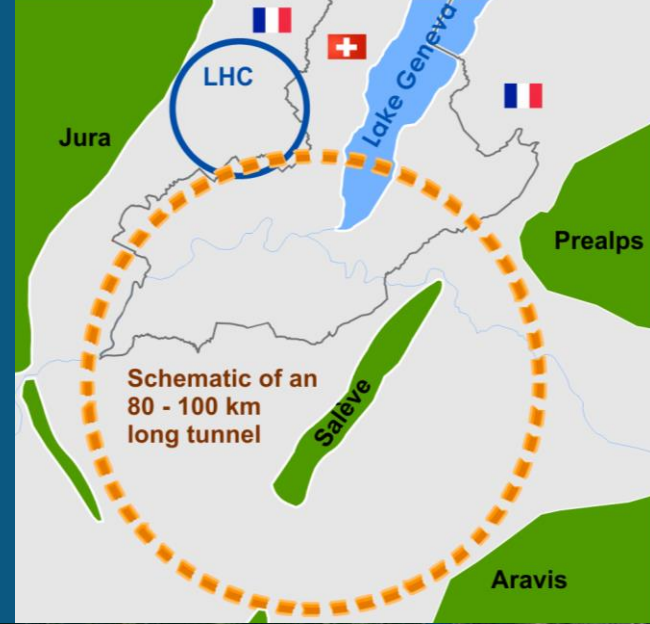 LHC
Lake Geneva
Jura
Prealps
Schematic of an
80 - 100 km
long tunnel
Salève
Aravis